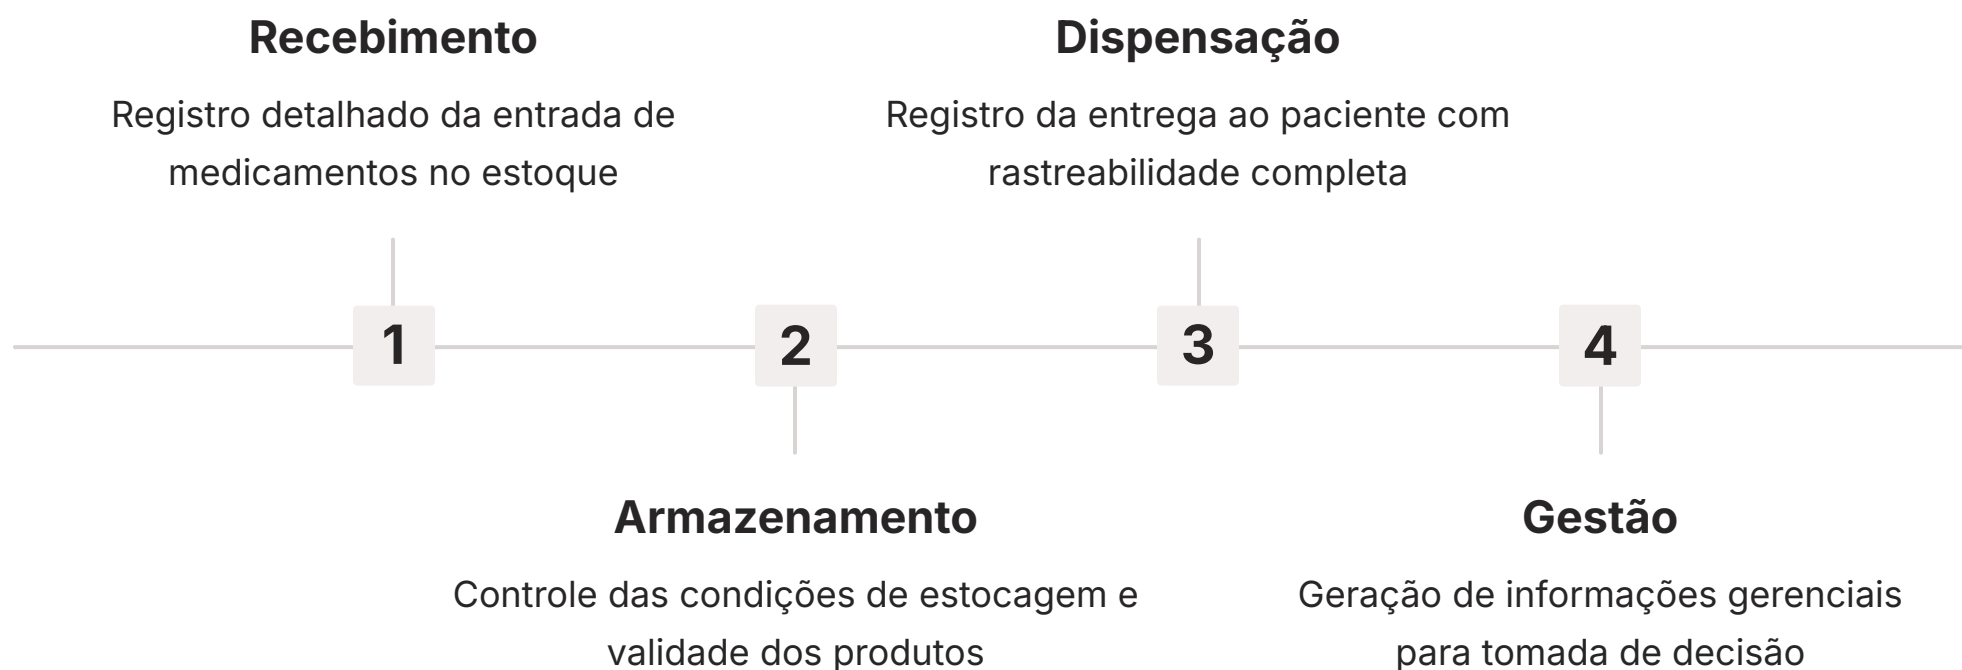 Recebimento
Registro detalhado da entrada de
medicamentos no estoque
Dispensação
Registro da entrega ao paciente com
rastreabilidade completa
1
2
3
4
Armazenamento
Controle das condições de estocagem e
validade dos produtos
Gestão
Geração de informações gerenciais
para tomada de decisão